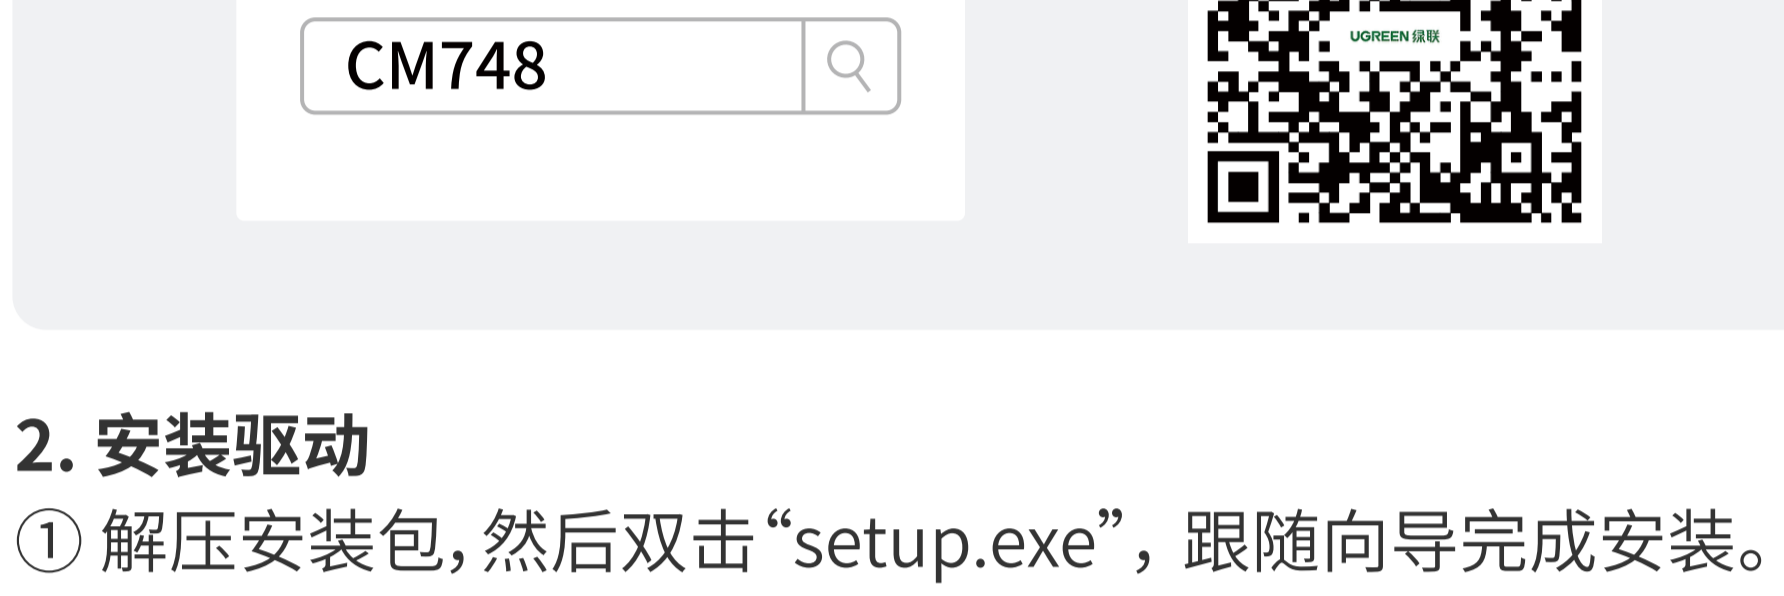 CM748
UGREEN 绿联
2. 安装驱动
① 解压安装包,然后双击“setup.exe”, 跟随向导完成安装。